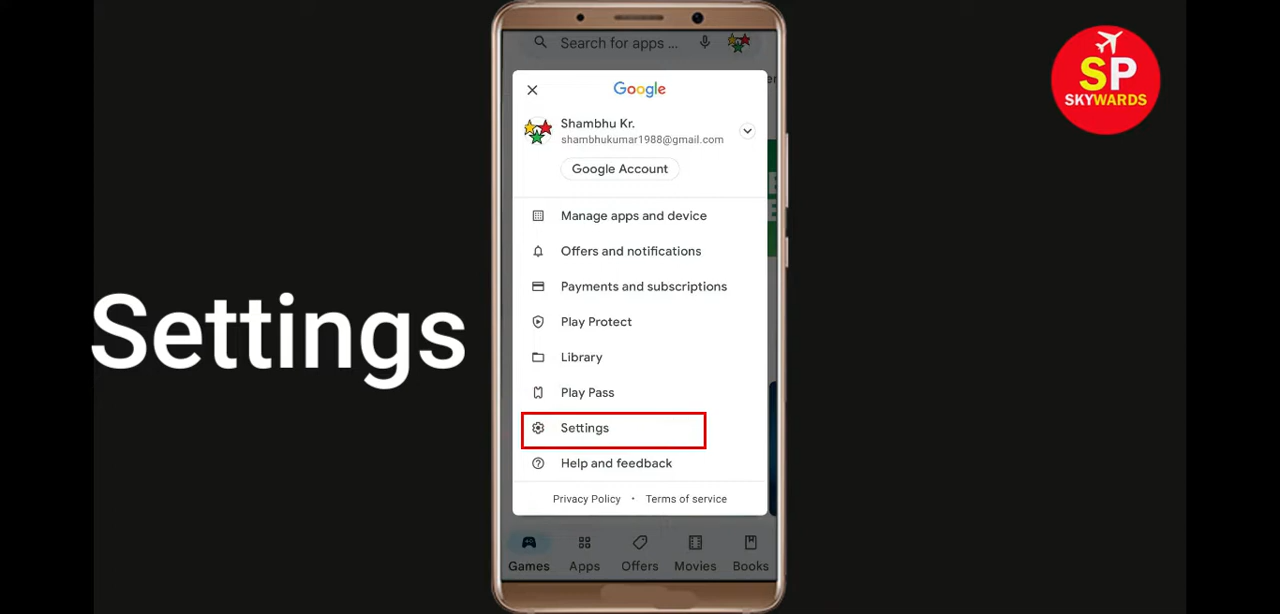 Search for apps ...
SP
SKYWARDS
Google
Shambhu Kr.
shambhukumar1988@gmail.com
Google Account
Manage apps and device
Offers and notifications
Payments and subscriptions
Play Protect
Library
Play Pass
Settings
Settings
Help and feedback
Privacy Policy • Terms of service
Games Apps Offers Movies Books